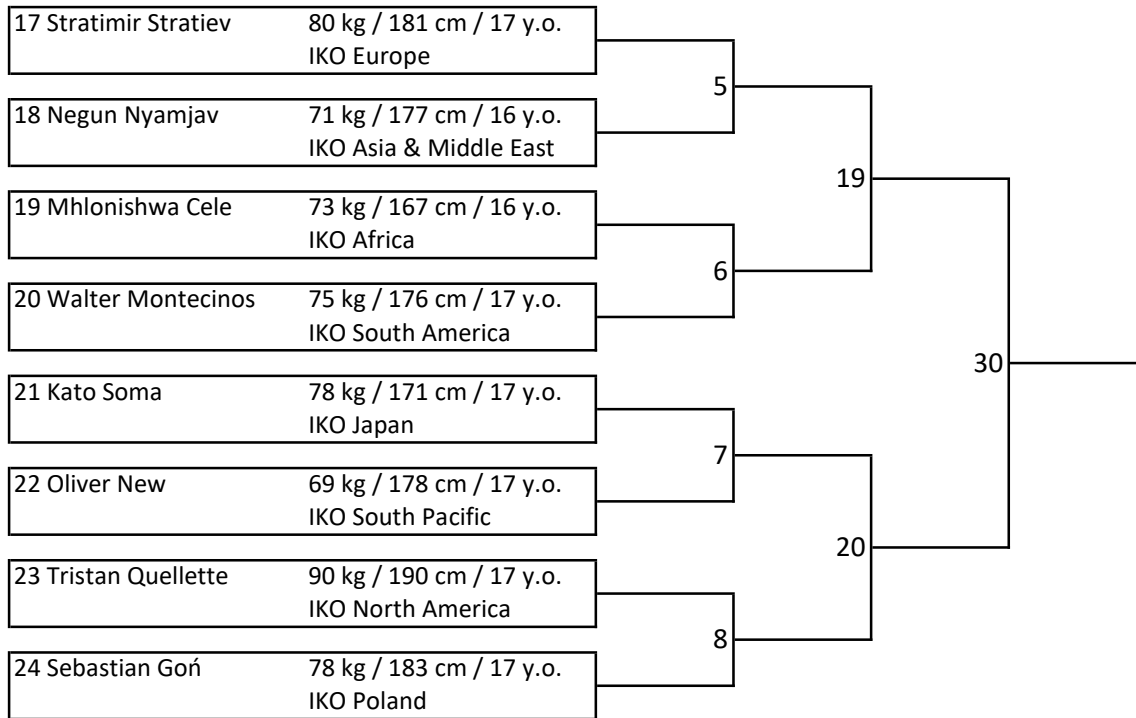 17 Stratimir Stratiev 80 kg / 181 cm / 17 y.o.
IKO Europe
5
18 Negun Nyamjav 71 kg / 177 cm / 16 y.o.
IKO Asia & Middle East
19
19 Mhlonishwa Cele 73 kg / 167 cm / 16 y.o.
IKO Africa
6
20 Walter Montecinos 75 kg / 176 cm / 17 y.o.
IKO South America
30
21 Kato Soma 78 kg / 171 cm / 17 y.o.
IKO Japan
7
22 Oliver New 69 kg / 178 cm / 17 y.o.
IKO South Pacific
20
23 Tristan Quellette 90 kg / 190 cm / 17 y.o.
IKO North America
8
24 Sebastian Goń 78 kg / 183 cm / 17 y.o.
IKO Poland